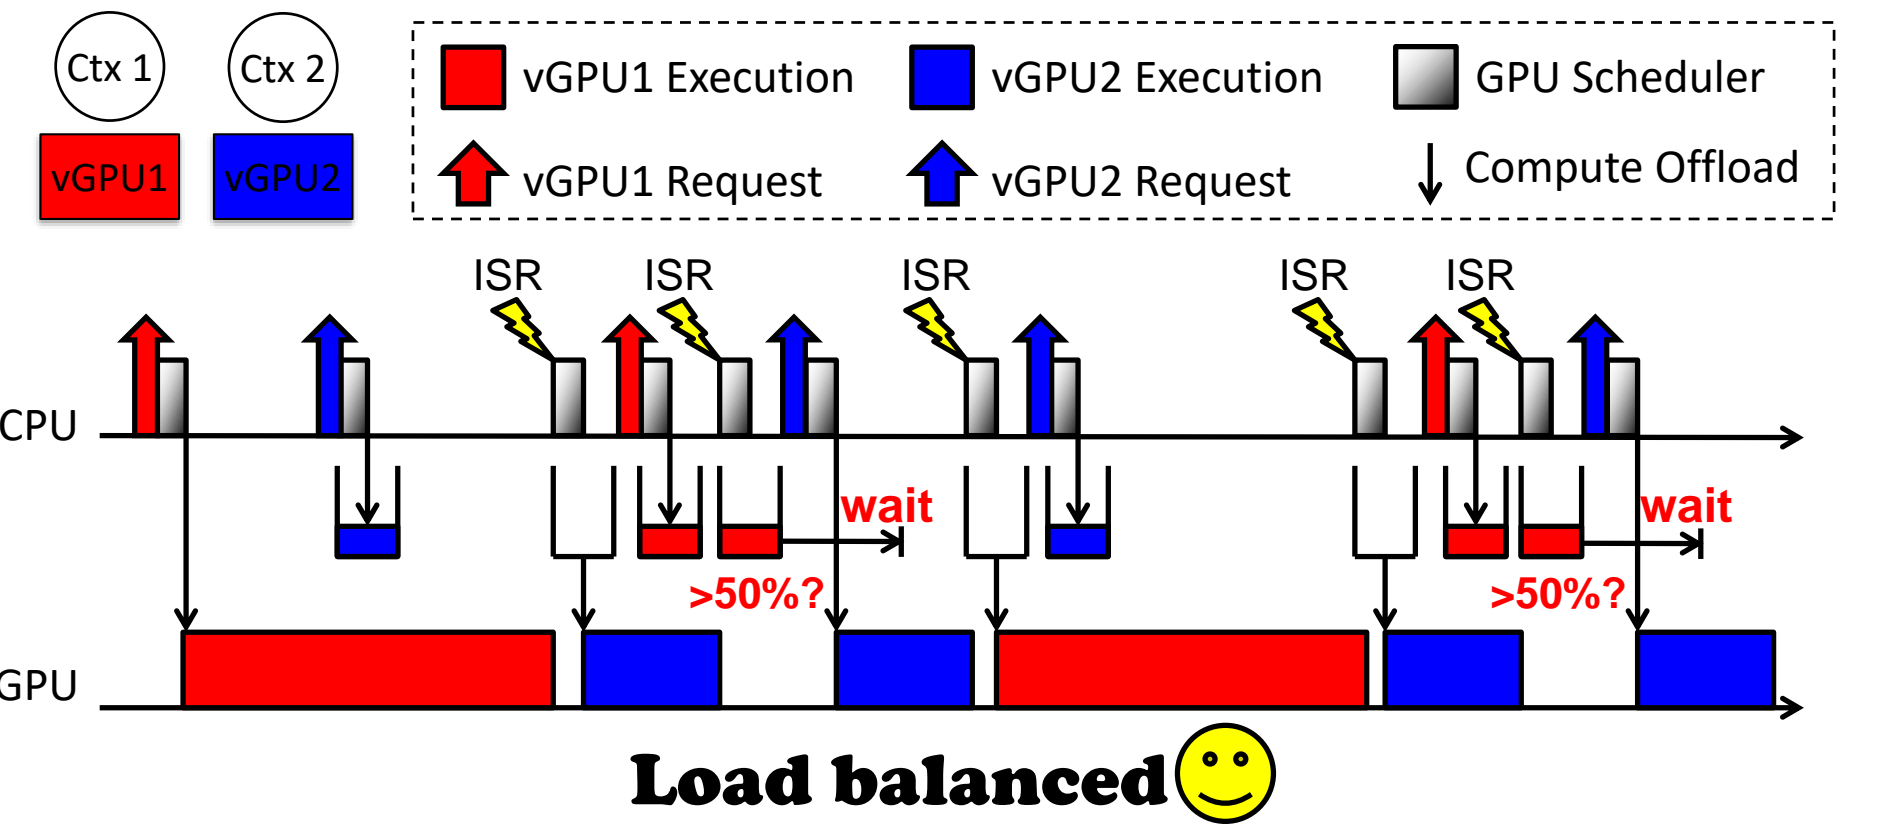 Ctx 1
Ctx 2
vGPU1
vGPU2
vGPU1 Execution
vGPU2 Execution
GPU Scheduler
vGPU1 Request
vGPU2 Request
Compute Offload
ISR
ISR
ISR
ISR
ISR
CPU
wait
wait
>50%?
>50%?
GPU
Load balanced